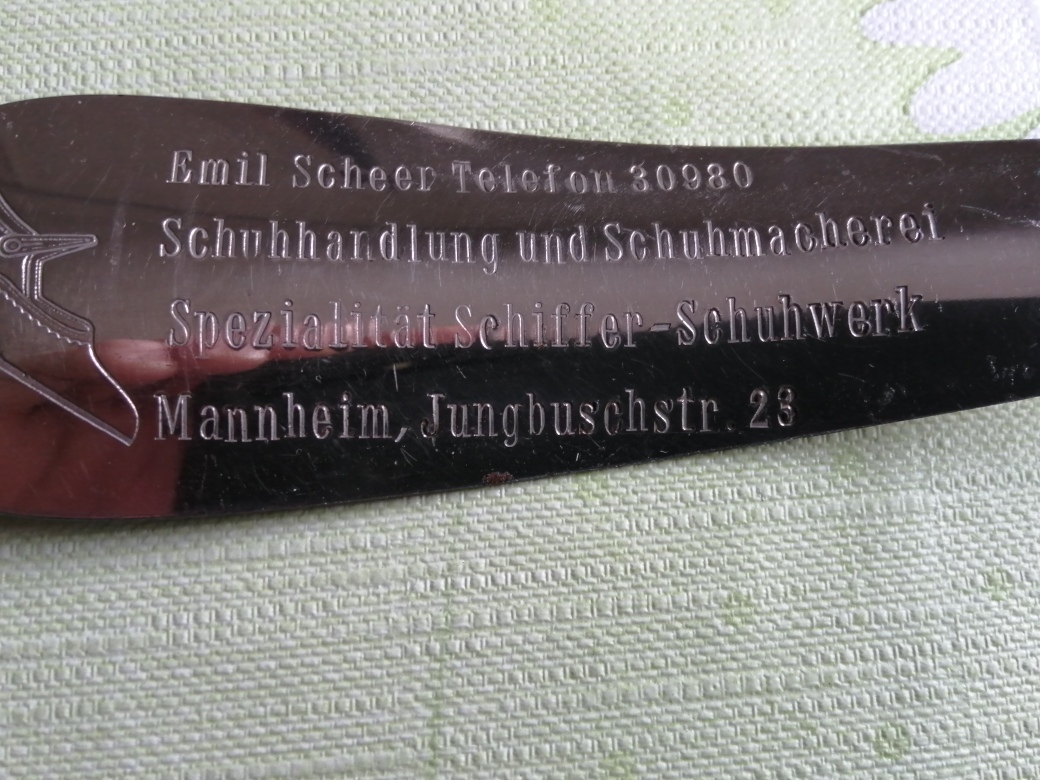 Emil Scheer Telefon 30980
Schuhhandlung und Schuhmacherei
Spezialität Schiffer-Schuhwerk
Mannheim, Jungbuschstr. 23